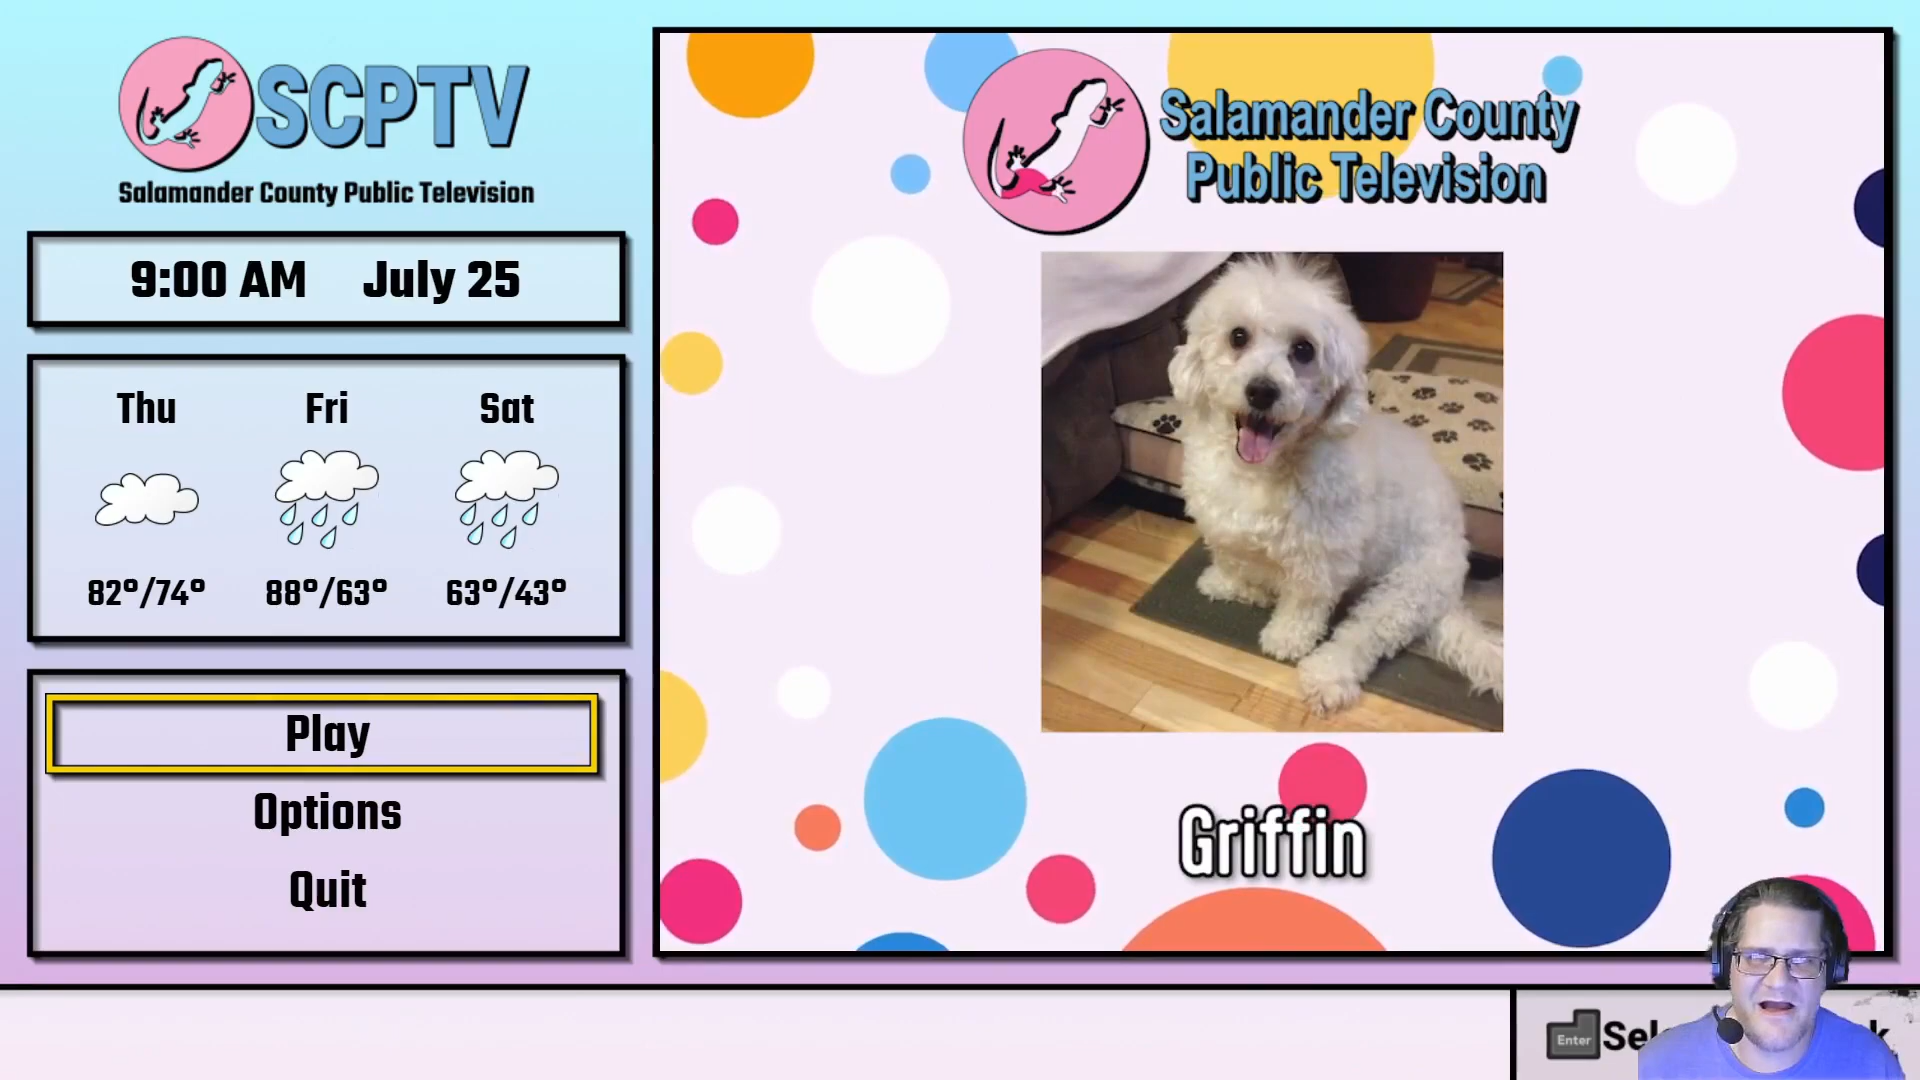 SCPTV
Salamander County Public Television
9:00 AM July 25
Thu Fri Sat
82°/74° 88°/63° 63°/43°
Play
Options
Quit
Salamander County
Public Television
Griffin
Enter